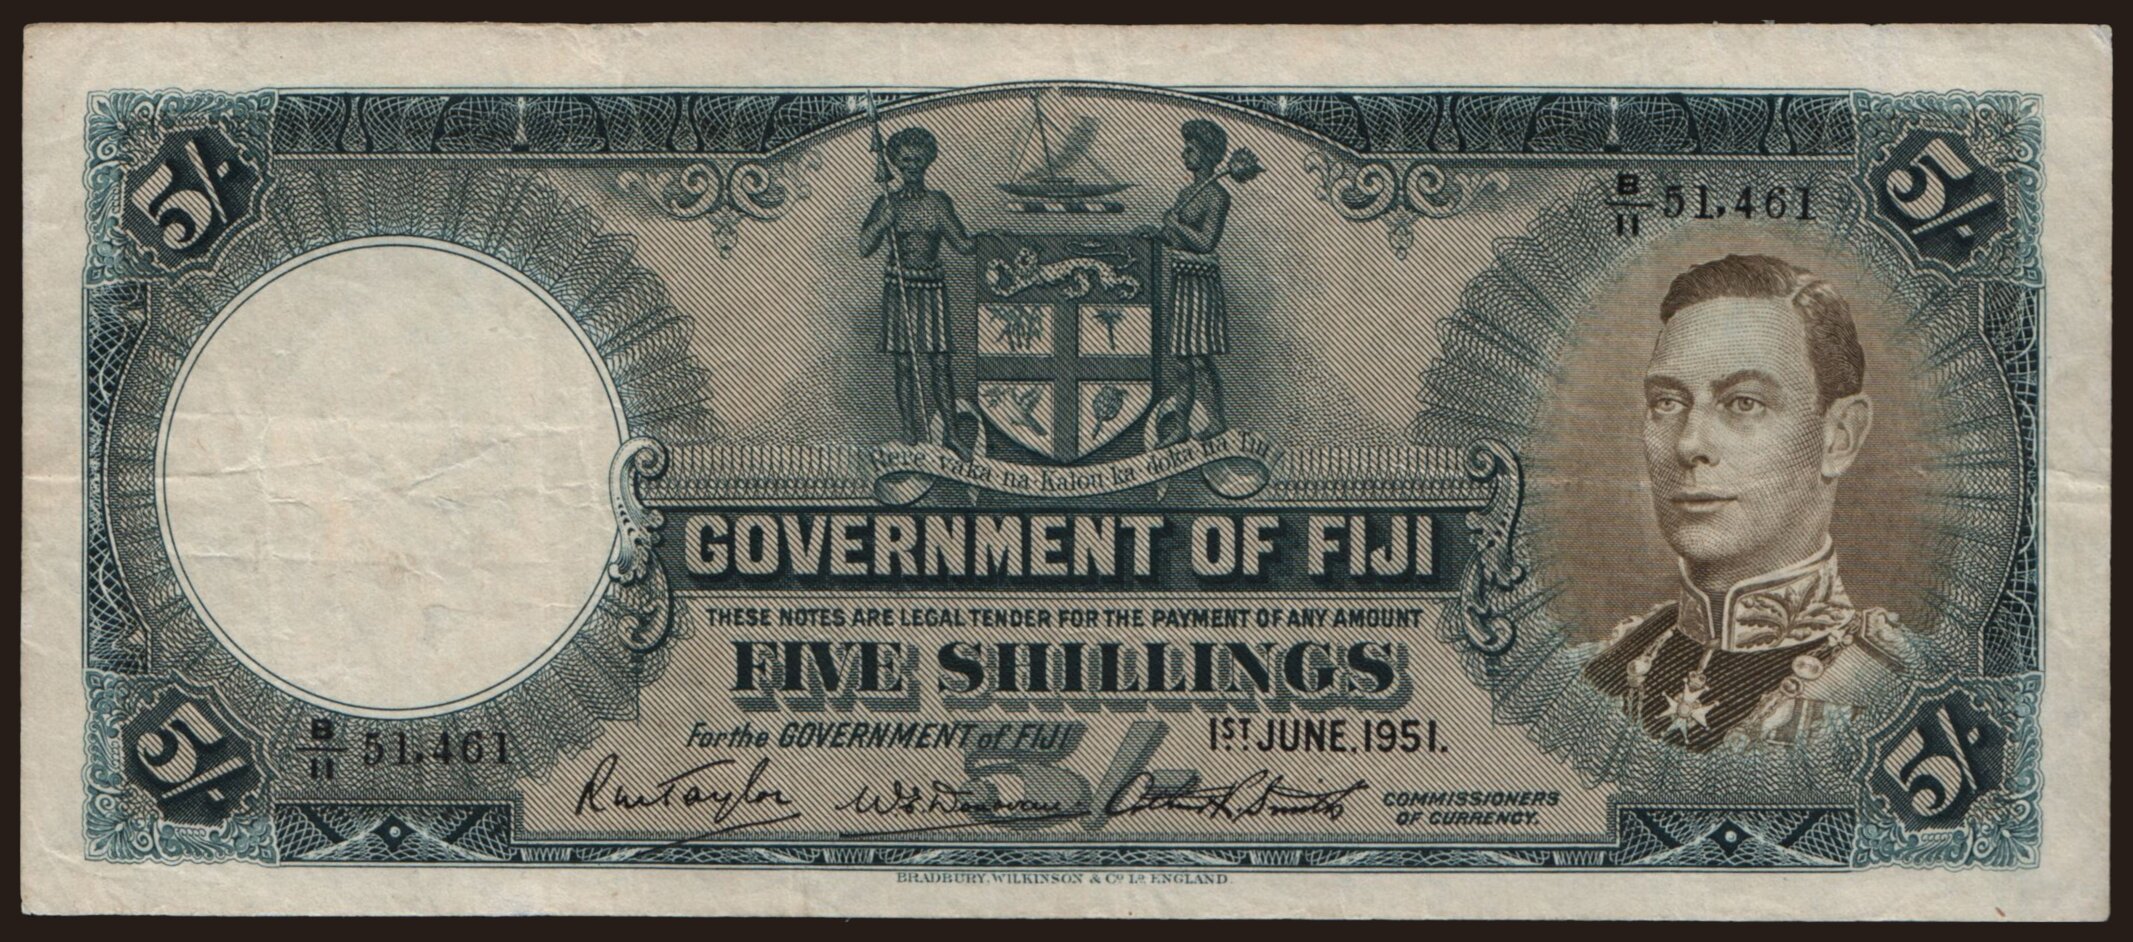 5/-
5/-
B/11 51,461
Rere vaka na Kalou ka doka na Tui
GOVERNMENT OF FIJI
THESE NOTES ARE LEGAL TENDER FOR THE PAYMENT OF ANY AMOUNT
FIVE SHILLINGS
For the GOVERNMENT of FIJI
1ST JUNE, 1951.
5/-
B/11 51,461
5/-
5/-
COMMISSIONERS
OF CURRENCY.
BRADBURY, WILKINSON & Co Ld ENGLAND.